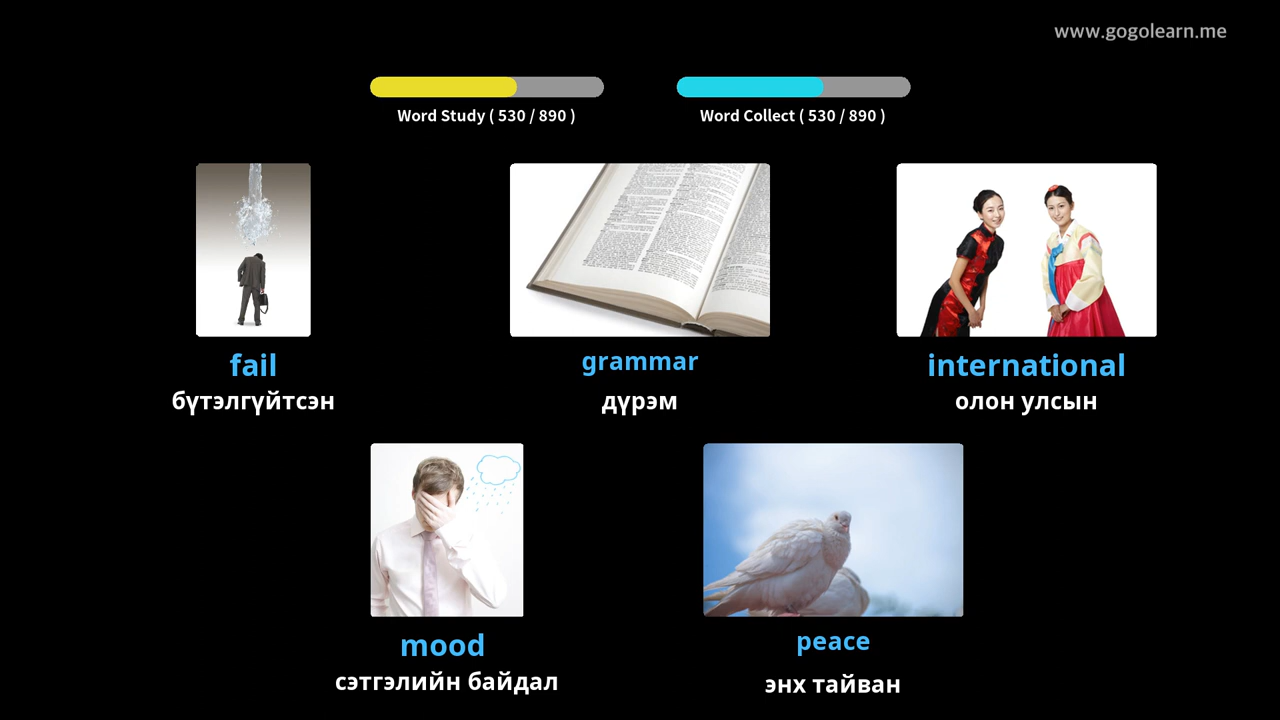 www.gogolearn.me
Word Study ( 530 / 890 )
Word Collect ( 530 / 890 )
fail
бүтэлгүйтсэн
grammar
дүрэм
international
олон улсын
mood
сэтгэлийн байдал
peace
энх тайван